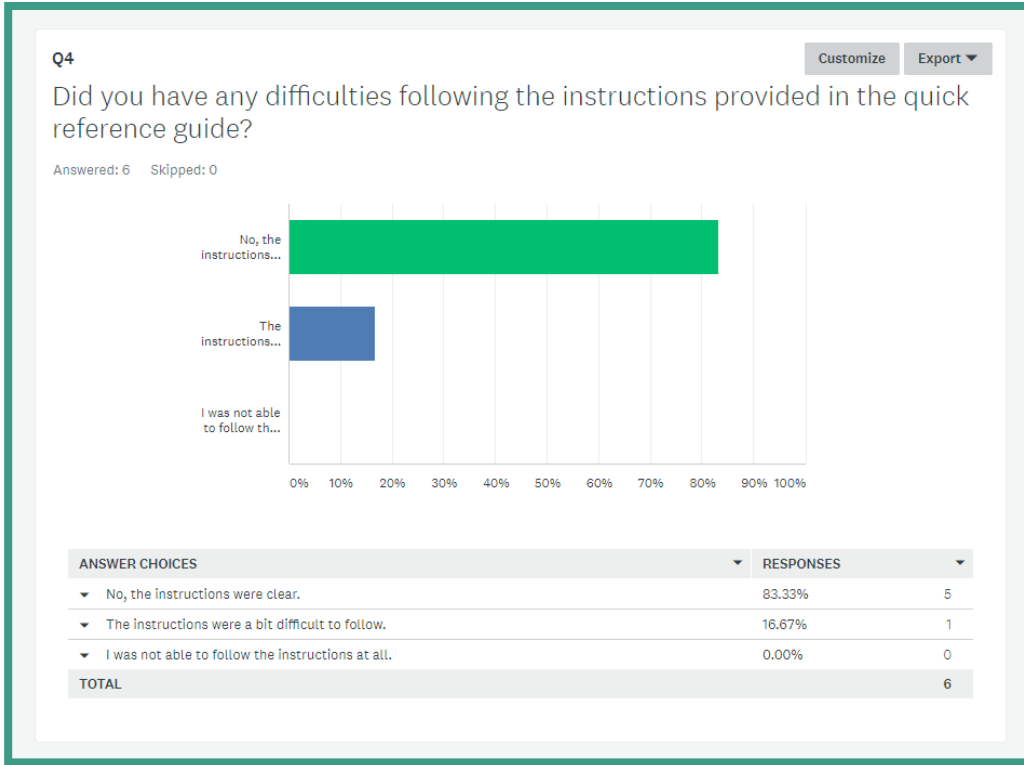 Q4
Customize
Export
Did you have any difficulties following the instructions provided in the quick
reference guide?
Answered: 6 Skipped: 0
No, the
instructions...
The
instructions...
I was not able
to follow th...
0% 10% 20% 30% 40% 50% 60% 70% 80% 90% 100%
ANSWER CHOICES RESPONSES
No, the instructions were clear. 83.33% 5
The instructions were a bit difficult to follow. 16.67% 1
I was not able to follow the instructions at all. 0.00% 0
TOTAL 6